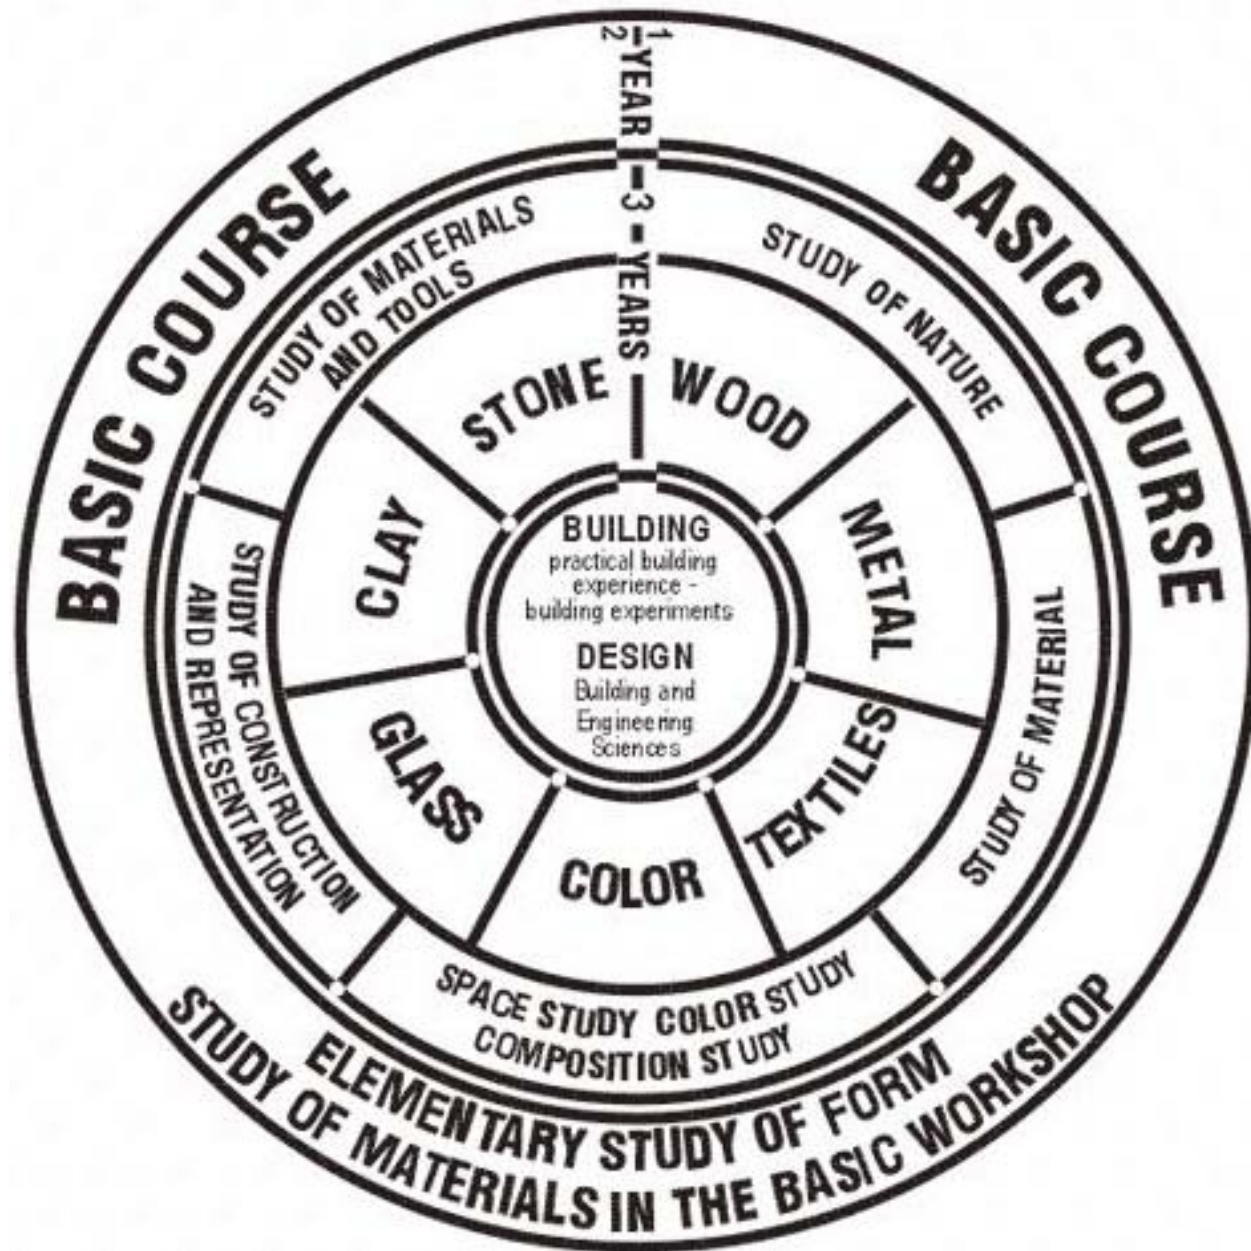 BASIC COURSE
BASIC COURSE
1/2 YEAR
3 YEARS
STUDY OF MATERIALS
AND TOOLS
STUDY OF NATURE
STUDY OF MATERIAL
SPACE STUDY COLOR STUDY
COMPOSITION STUDY
STUDY OF CONSTRUCTION
AND REPRESENTATION
STONE
WOOD
METAL
TEXTILES
COLOR
GLASS
CLAY
BUILDING
practical building
experience -
building experiments
DESIGN
Building and
Engineering
Sciences
ELEMENTARY STUDY OF FORM
STUDY OF MATERIALS IN THE BASIC WORKSHOP